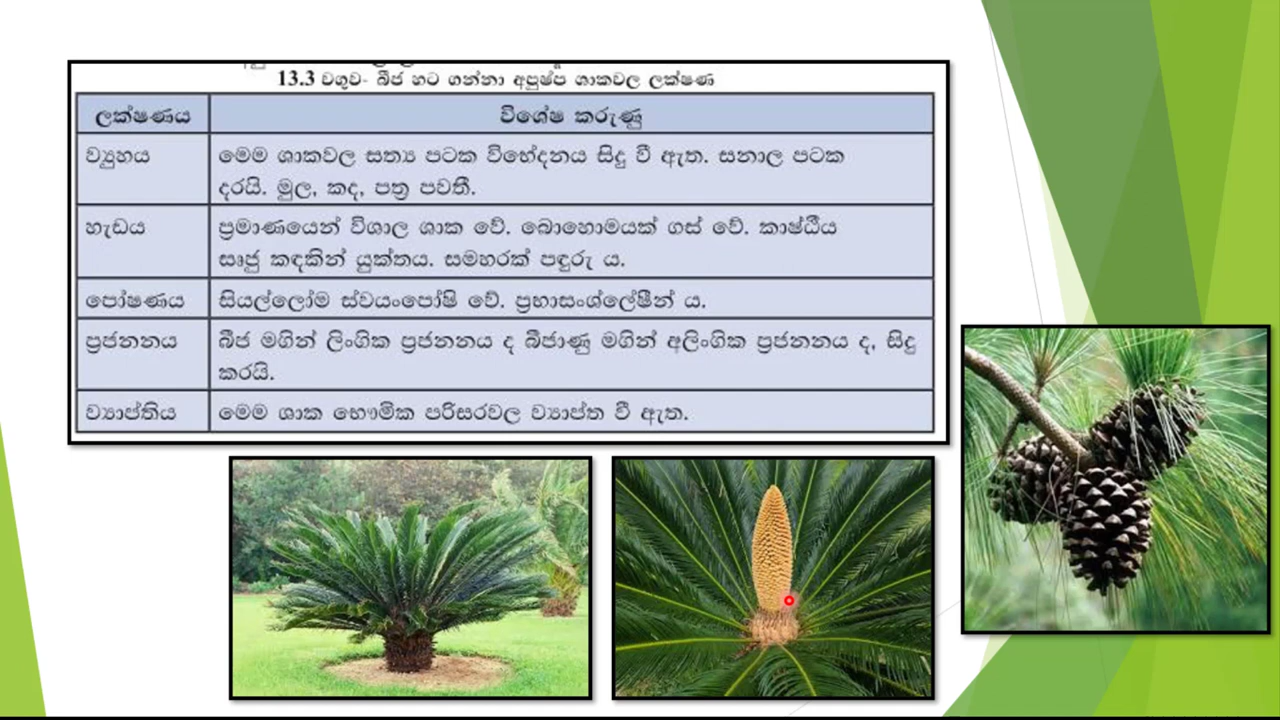 13.3 වගුව- බීජ හට ගන්නා අපුෂ්ප ශාකවල ලක්ෂණ
ලක්ෂණය
විශේෂ කරුණු
ව්‍යුහය
මෙම ශාකවල සත්‍ය පටක විභේදනය සිදු වී ඇත. සනාල පටක
දරයි. මුල, කද, පත්‍ර පවතී.
හැඩය
ප්‍රමාණයෙන් විශාල ශාක වේ. බොහොමයක් ගස් වේ. කාෂ්ඨීය
ඍජු කඳකින් යුක්තය. සමහරක් පඳුරු ය.
පෝෂණය
සියල්ලෝම ස්වයංපෝෂි වේ. ප්‍රභාසංශ්ලේෂීන් ය.
ප්‍රජනනය
බීජ මගින් ලිංගික ප්‍රජනනය ද බීජාණු මගින් අලිංගික ප්‍රජනනය ද, සිදු
කරයි.
ව්‍යාප්තිය
මෙම ශාක භෞමික පරිසරවල ව්‍යාප්ත වී ඇත.